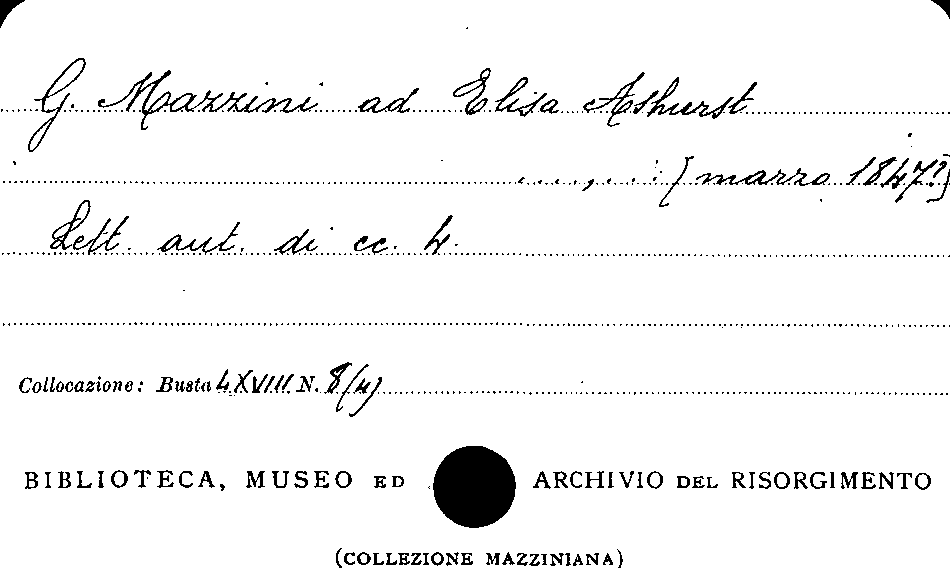 G. Mazzini ad Elisa Ashurst
...., ..: [marzo 1847?]
Lett. aut. di cc. 4.
Collocazione: Busta LXVIII N. 8(4)
BIBLIOTECA, MUSEO ED ARCHIVIO DEL RISORGIMENTO
(COLLEZIONE MAZZINIANA)